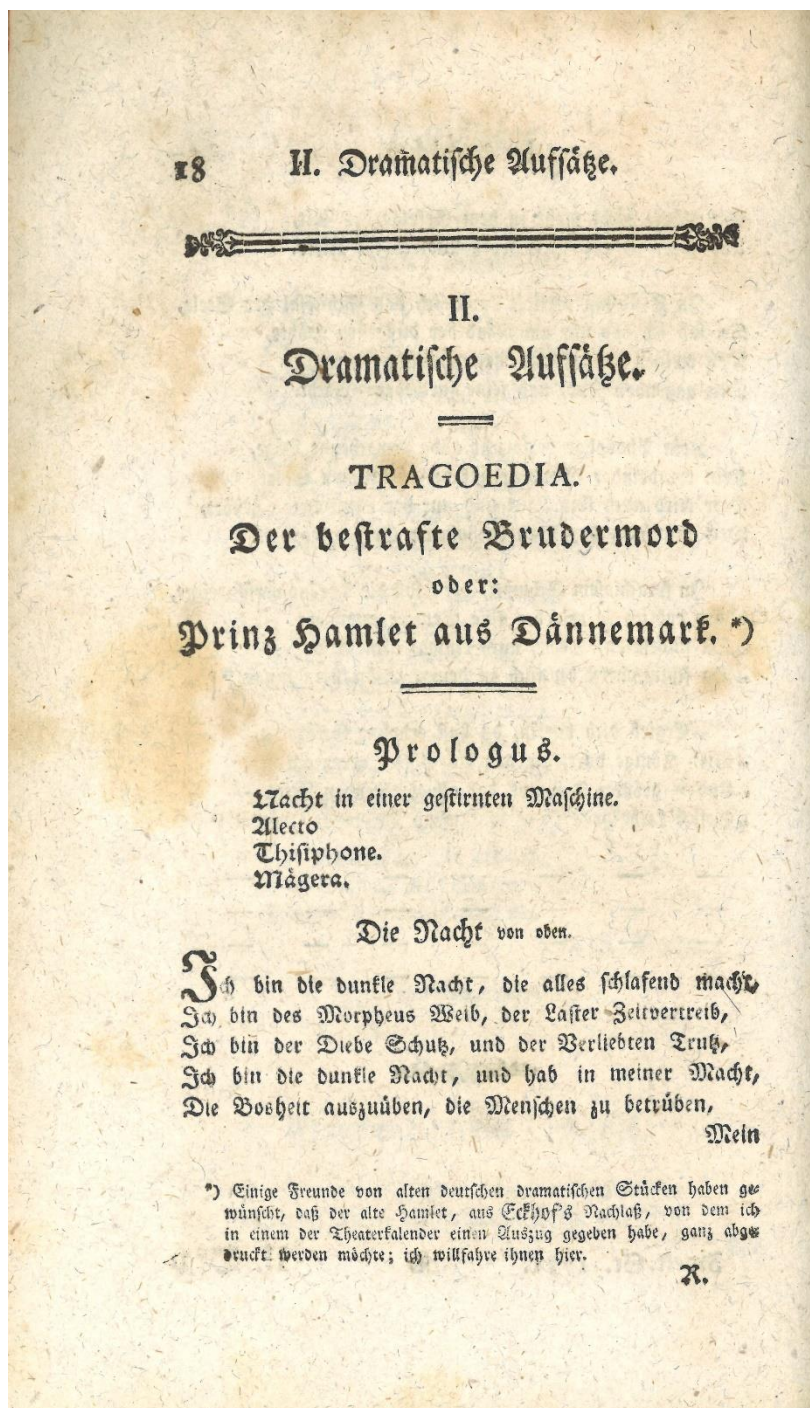 18 II. Dramatische Aufsätze.
II.
Dramatische Aufsätze.
TRAGOEDIA.
Der bestrafte Brudermord
oder:
Prinz Hamlet aus Dännemark. *)
Prologus.
Nacht in einer gestirnten Maschine.
Alecto
Thisiphone.
Mägera.
Die Nacht von oben.
Ich bin die dunkle Nacht, die alles schlafend macht,
Ich bin des Morpheus Weib, der Laster Zeitvertreib,
Ich bin der Diebe Schutz, und der Verliebten Trutz,
Ich bin die dunkle Nacht, und hab in meiner Macht,
Die Bosheit auszuüben, die Menschen zu betrüben,
Mein
*) Einige Freunde von alten deutschen dramatischen Stücken haben ge-
wünscht, daß der alte Hamlet, aus Eckhof's Nachlaß, von dem ich
in einem der Theaterkalender einen Auszug gegeben habe, ganz abge-
druckt werden möchte; ich willfahre ihnen hier.
R.